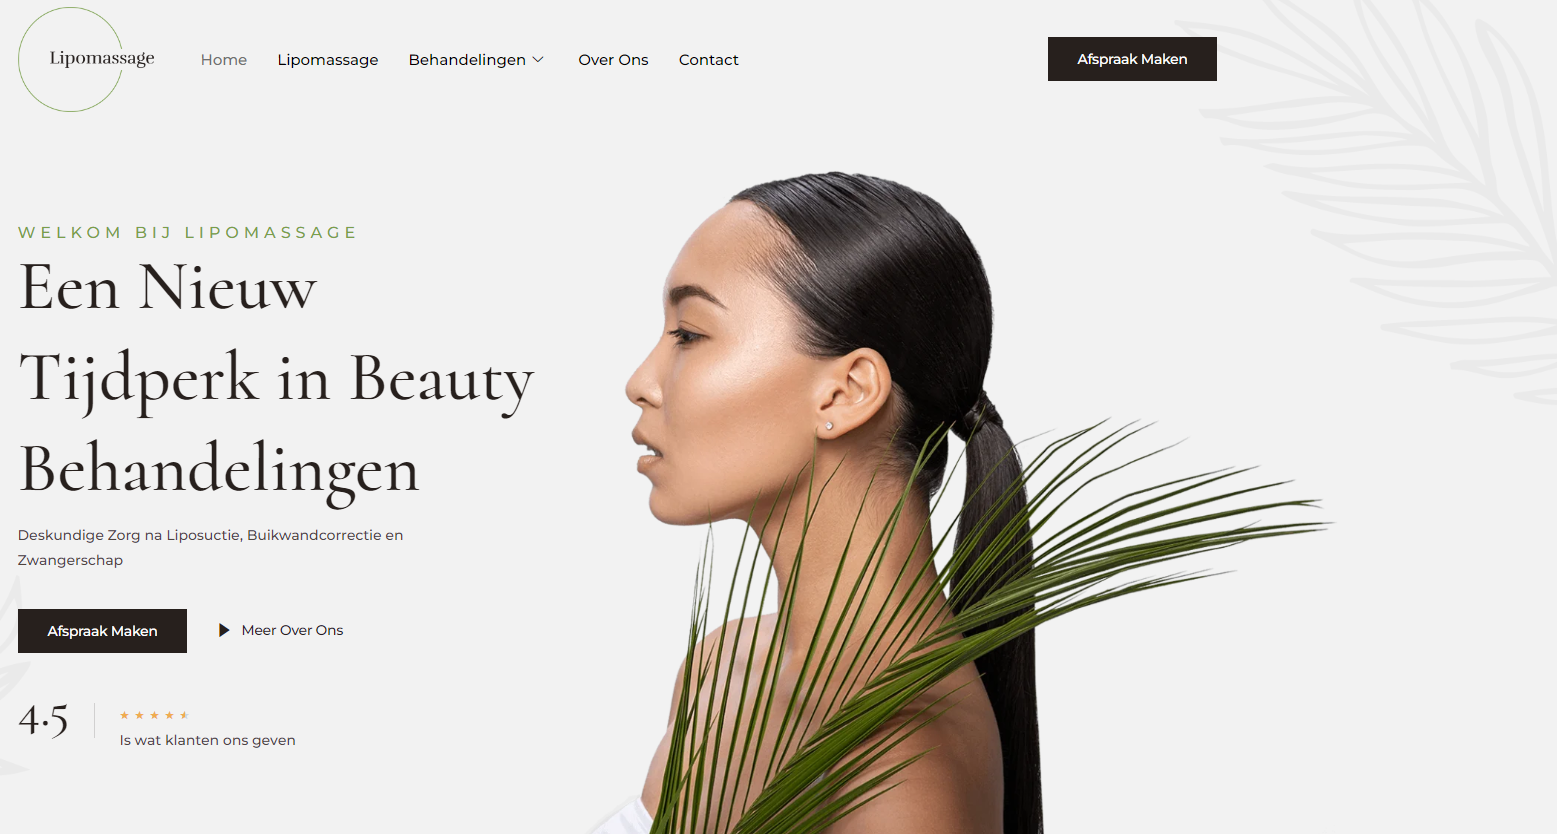 Lipomassage
Home
Lipomassage
Behandelingen
Over Ons
Contact
Afspraak Maken
WELKOM BIJ LIPOMASSAGE
Een Nieuw
Tijdperk in Beauty
Behandelingen
Deskundige Zorg na Liposuctie, Buikwandcorrectie en
Zwangerschap
Afspraak Maken
Meer Over Ons
4.5
Is wat klanten ons geven